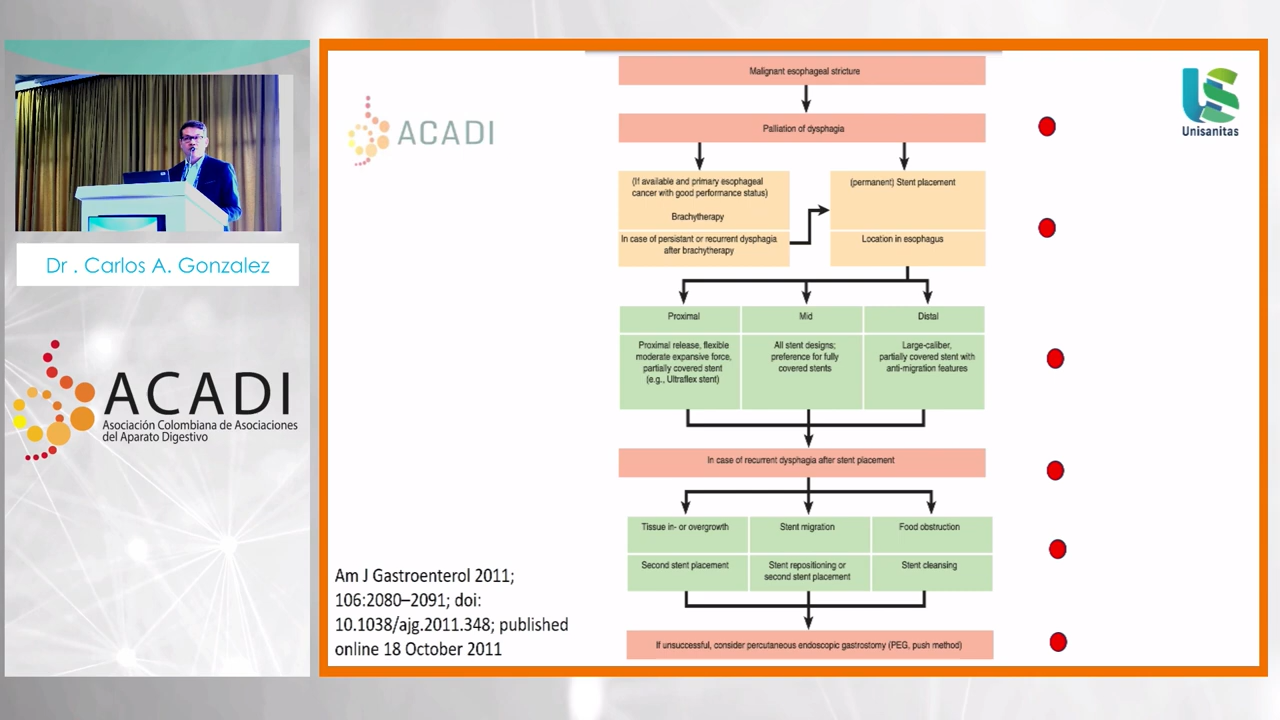 Dr . Carlos A. Gonzalez
ACADI
Asociación Colombiana de Asociaciones
del Aparato Digestivo
ACADI
Unisanitas
Malignant esophageal stricture
Palliation of dysphagia
(If available and primary esophageal
cancer with good performance status)
Brachytherapy
In case of persistant or recurrent dysphagia
after brachytherapy
(permanent) Stent placement
Location in esophagus
Proximal
Mid
Distal
Proximal release, flexible
moderate expansive force,
partially covered stent
(e.g., Ultraflex stent)
All stent designs;
preference for fully
covered stents
Large-caliber,
partially covered stent with
anti-migration features
In case of recurrent dysphagia after stent placement
Tissue in- or overgrowth
Stent migration
Food obstruction
Second stent placement
Stent repositioning or
second stent placement
Stent cleansing
If unsuccessful, consider percutaneous endoscopic gastrostomy (PEG, push method)
Am J Gastroenterol 2011;
106:2080–2091; doi:
10.1038/ajg.2011.348; published
online 18 October 2011